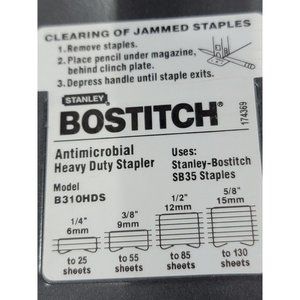 CLEARING OF JAMMED STAPLES
1. Remove staples.
2. Place pencil under magazine,
behind clinch plate.
3. Depress handle until staple exits.
STANLEY
BOSTITCH®
174369
Antimicrobial
Heavy Duty Stapler
Uses:
Stanley-Bostitch
SB35 Staples
Model
B310HDS
1/4" 3/8" 1/2" 5/8"
6mm 9mm 12mm 15mm
to 25 to 55 to 85 to 130
sheets sheets sheets sheets